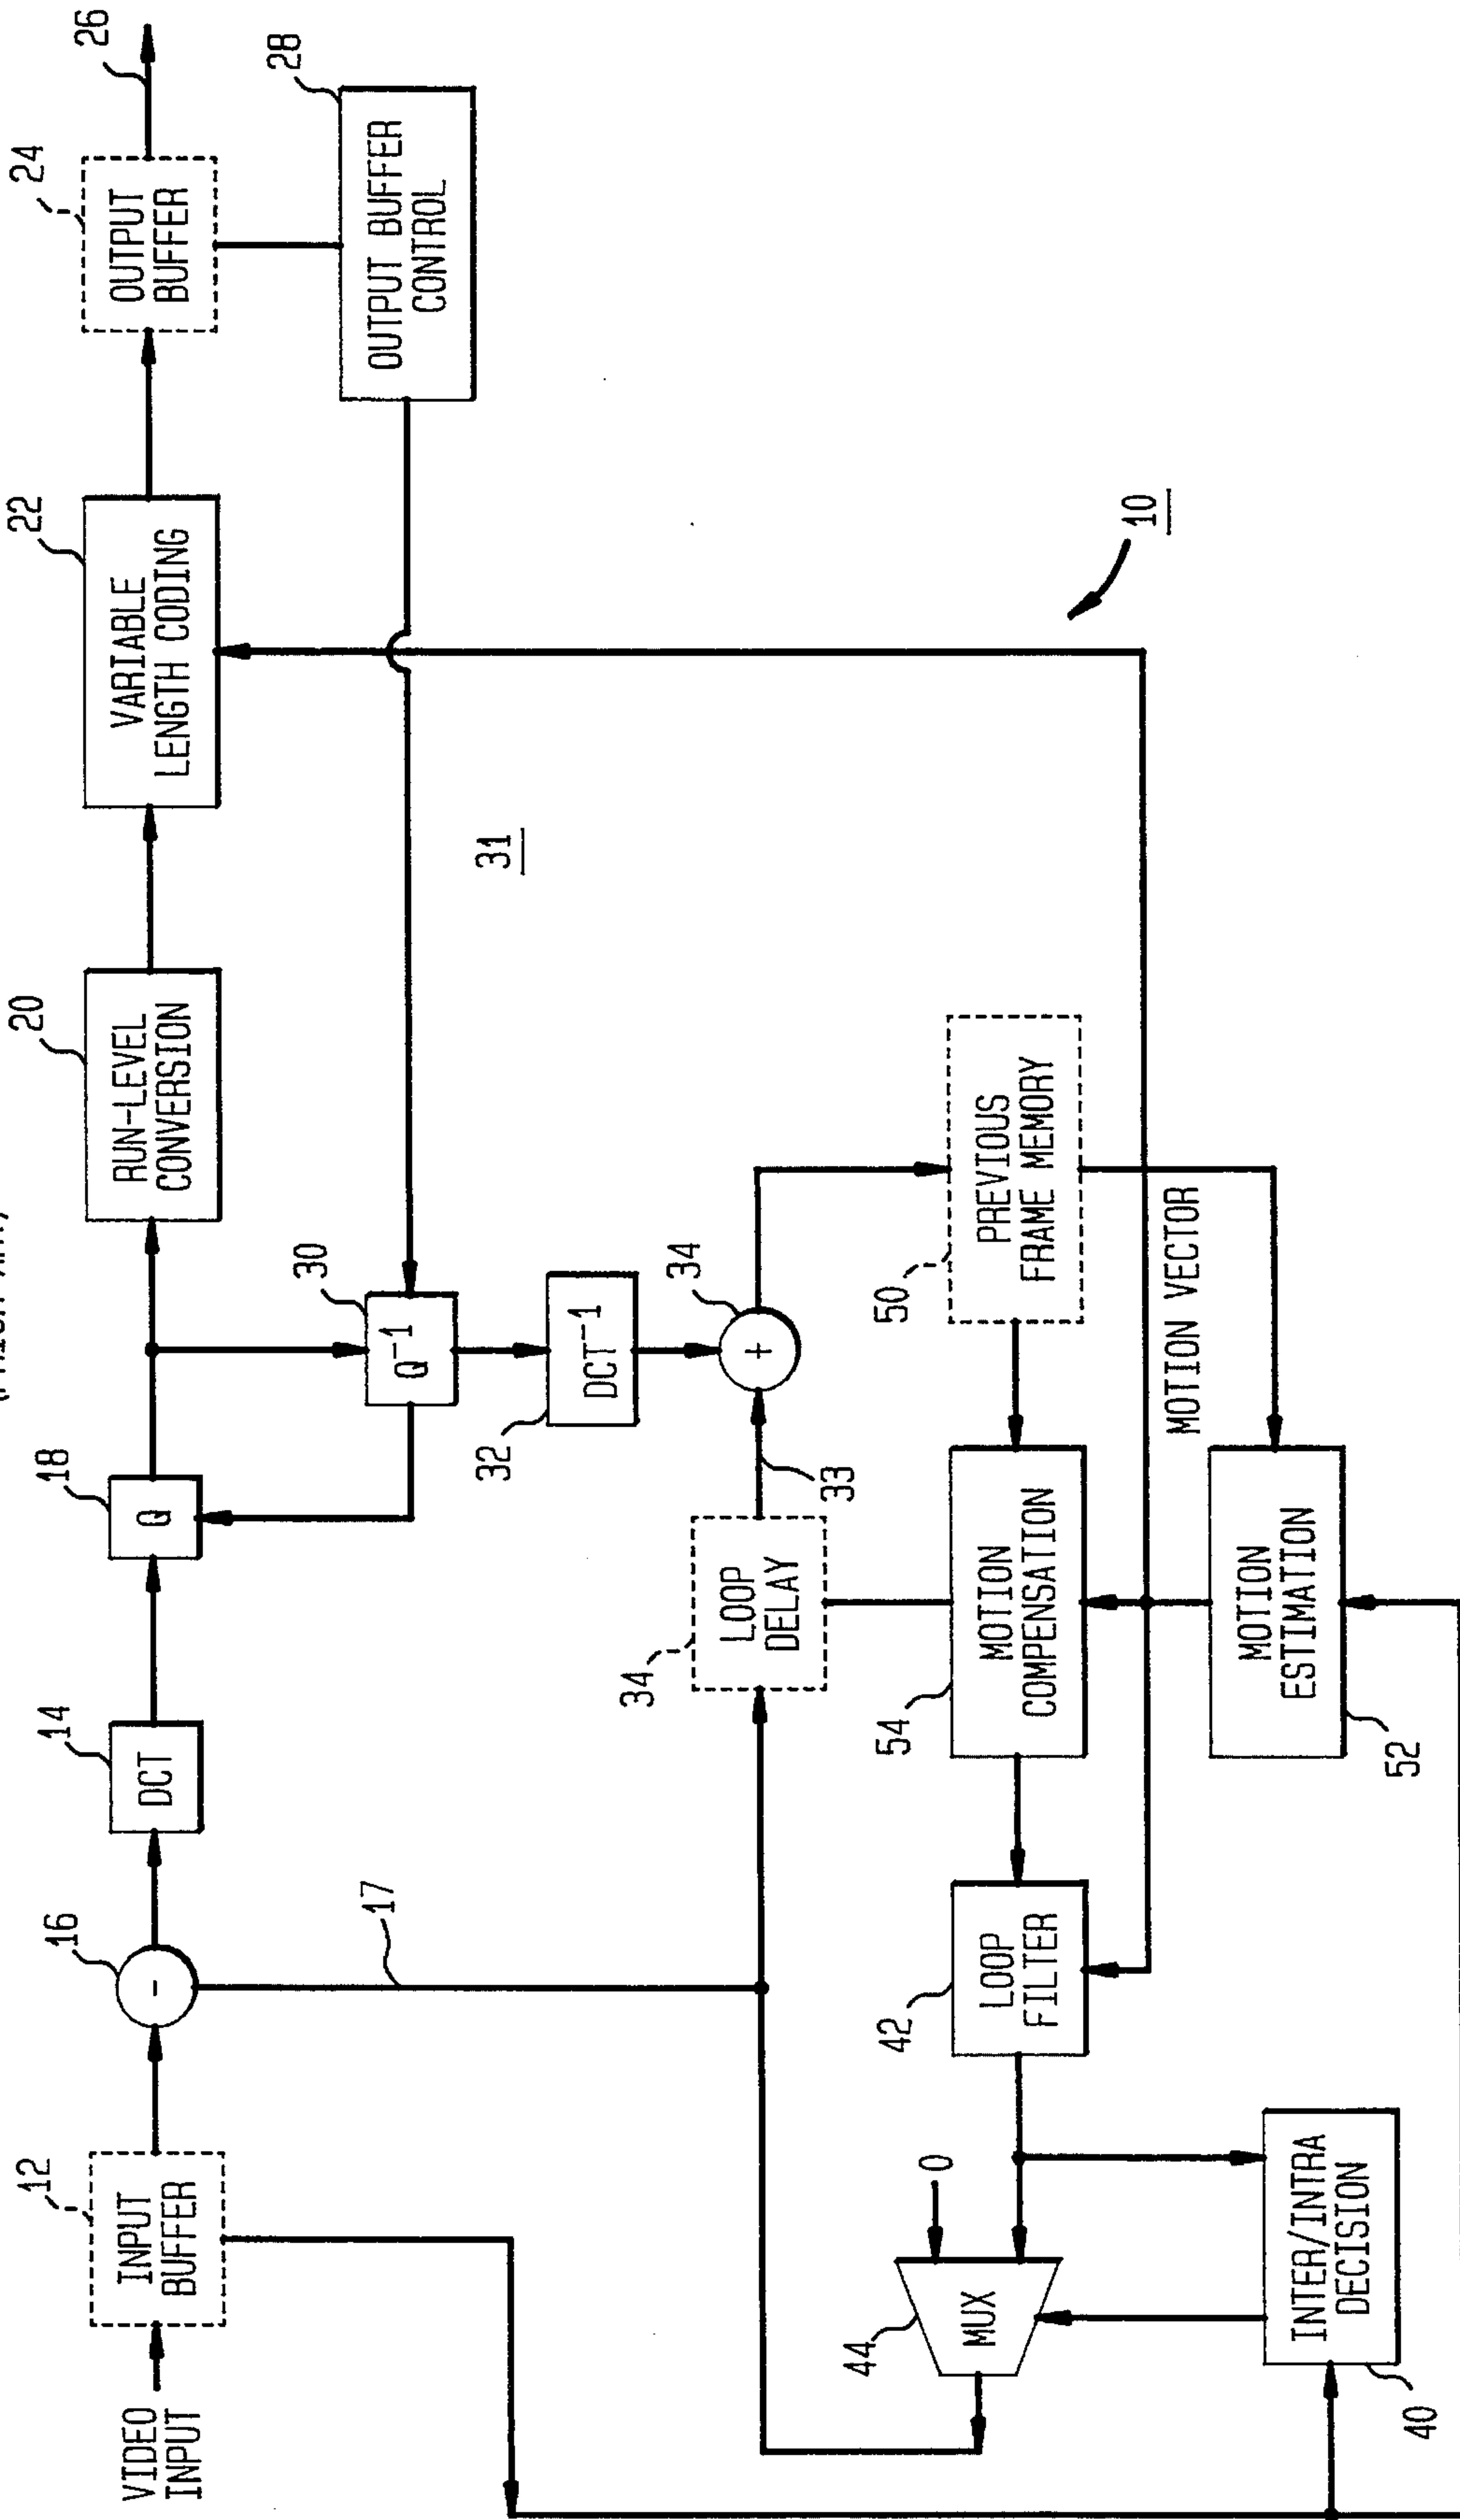 (PRIOR ART)
VIDEO
INPUT
12
INPUT
BUFFER
16
-
17
14
DCT
18
Q
20
RUN-LEVEL
CONVERSION
22
VARIABLE
LENGTH CODING
24
OUTPUT
BUFFER
26
28
OUTPUT BUFFER
CONTROL
30
Q-1
31
32
DCT-1
34
+
33
34
LOOP
DELAY
10
50
PREVIOUS
FRAME MEMORY
54
MOTION
COMPENSATION
MOTION VECTOR
52
MOTION
ESTIMATION
42
LOOP
FILTER
0
44
MUX
40
INTER/INTRA
DECISION